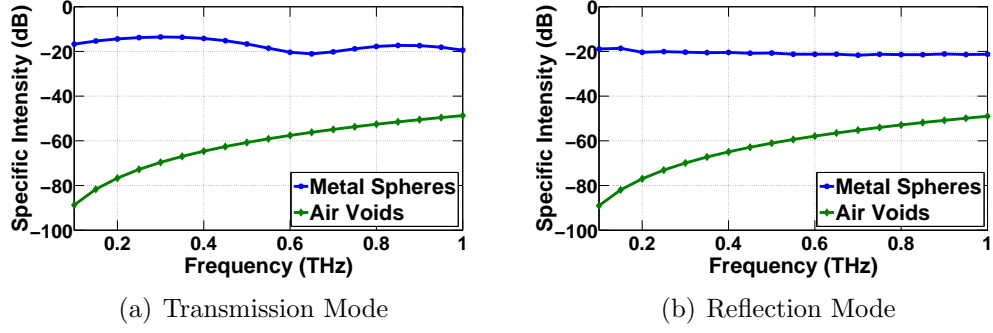 0
−20
−40
−60
−80
−100
Specific Intensity (dB)
0.2 0.4 0.6 0.8 1
Frequency (THz)
Metal Spheres
Air Voids
(a) Transmission Mode
0
−20
−40
−60
−80
−100
Specific Intensity (dB)
0.2 0.4 0.6 0.8 1
Frequency (THz)
Metal Spheres
Air Voids
(b) Reflection Mode